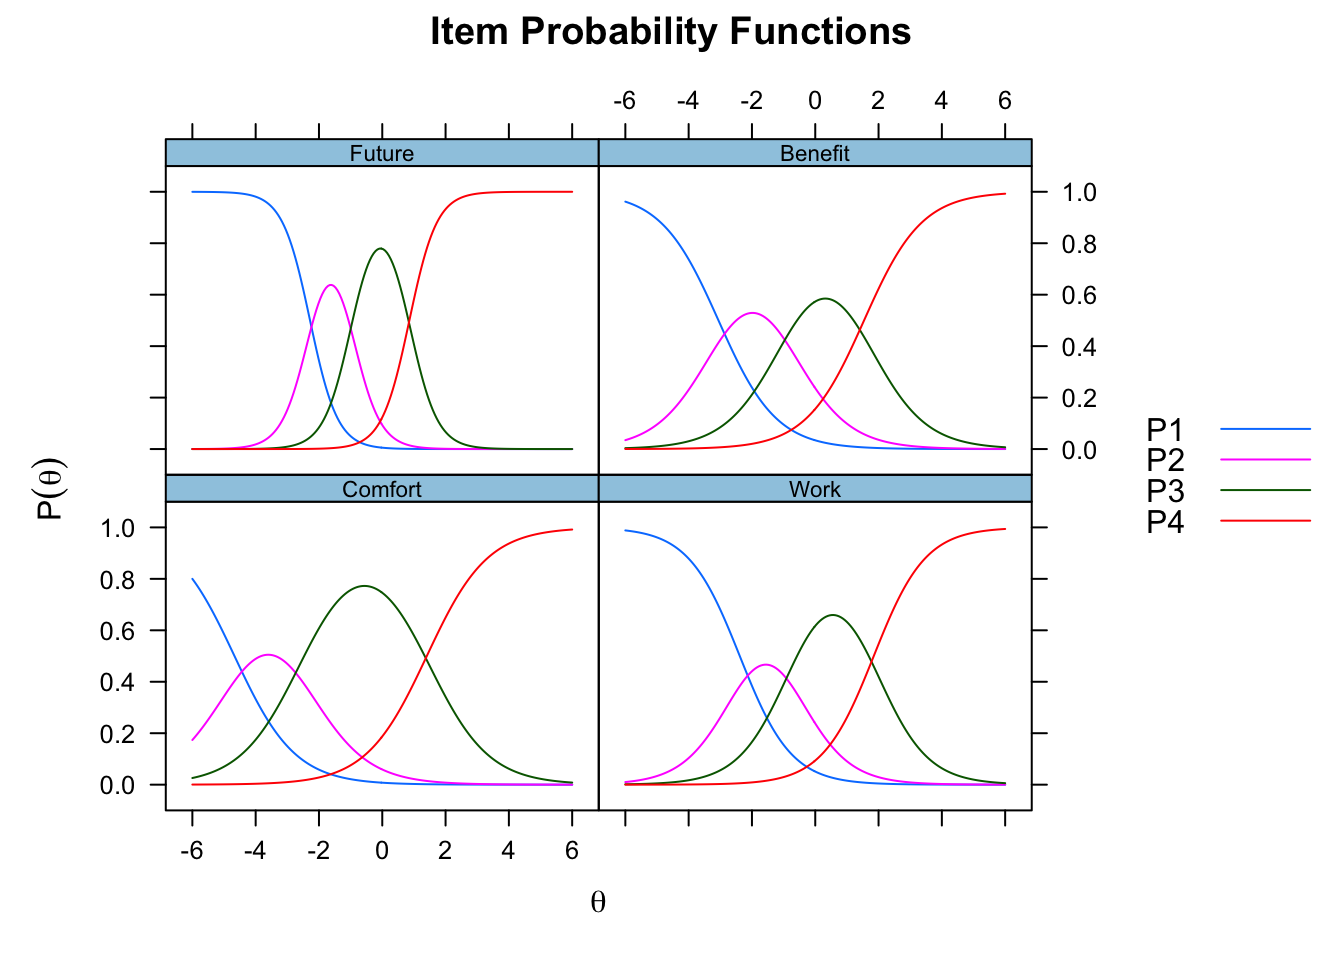 Item Probability Functions
-6 -4 -2 0 2 4 6
Future Benefit
1.0
0.8
0.6
0.4
0.2
0.0
P1
P2
P3
P4
P(θ)
Comfort Work
1.0
0.8
0.6
0.4
0.2
0.0
-6 -4 -2 0 2 4 6
θ